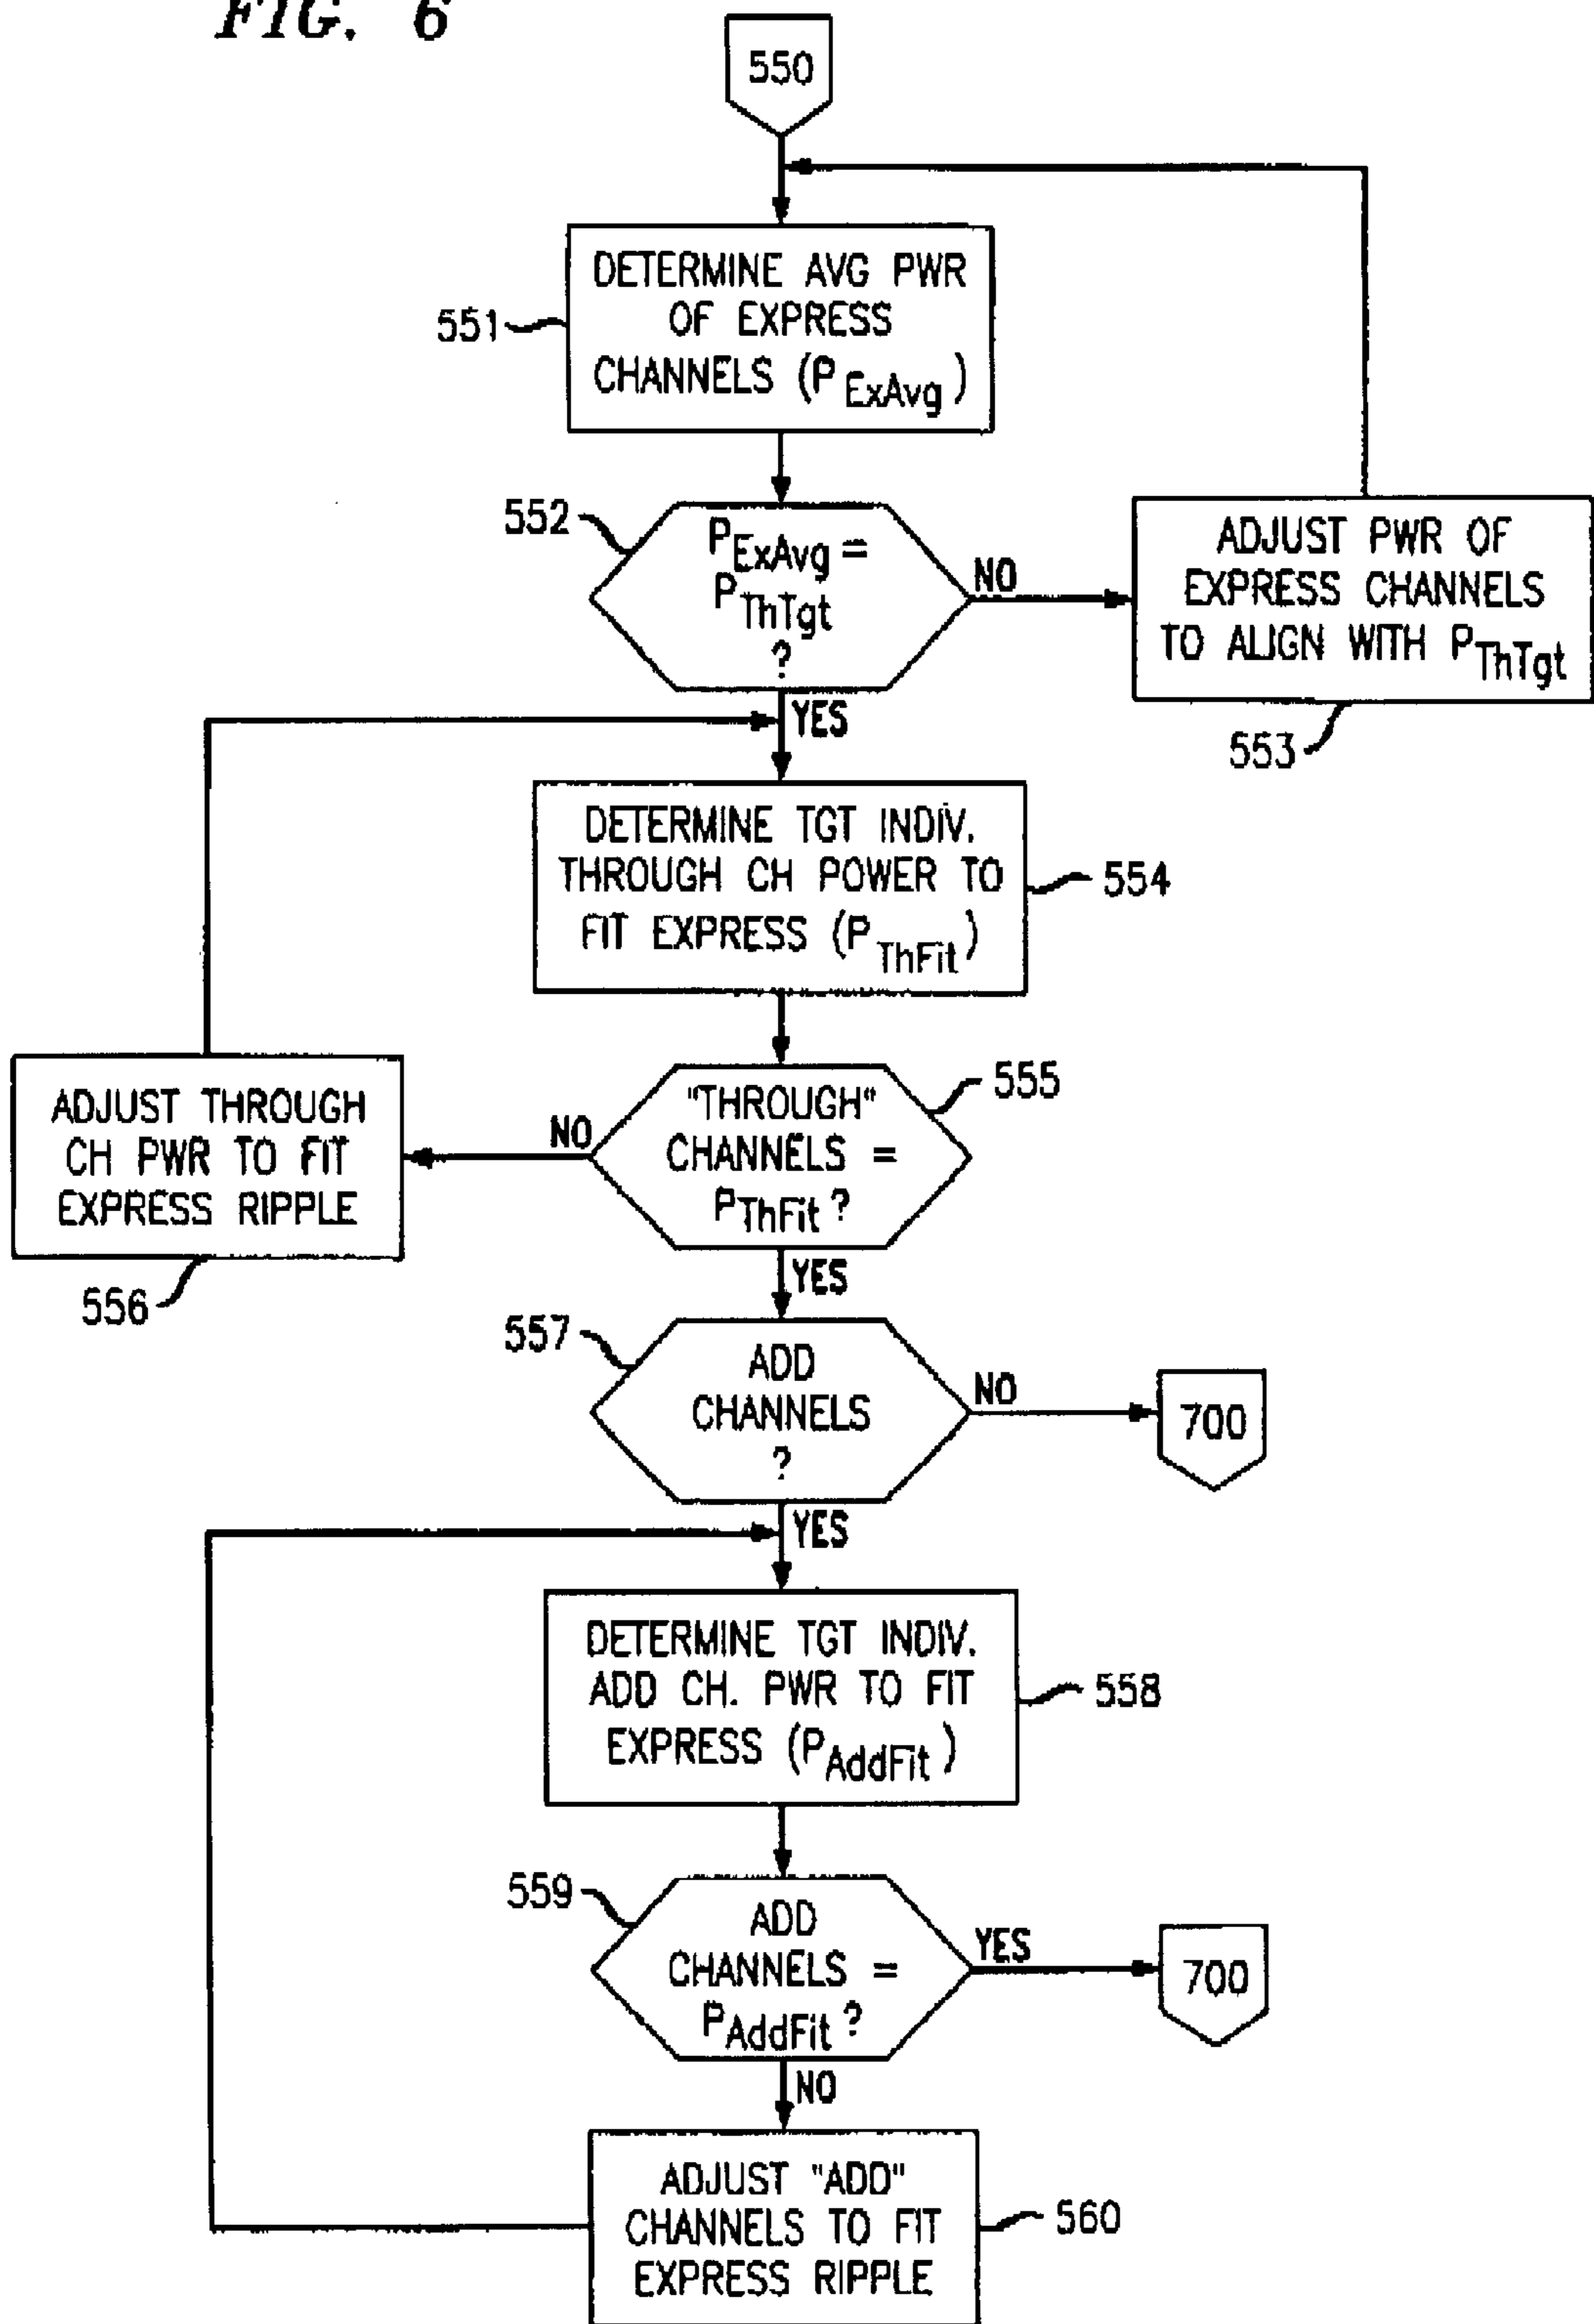 FIG. 6
550
DETERMINE AVG PWR
OF EXPRESS
CHANNELS (PExAvg)
551
552
PExAvg =
PThTgt
?
NO
ADJUST PWR OF
EXPRESS CHANNELS
TO ALIGN WITH PThTgt
553
YES
DETERMINE TGT INDIV.
THROUGH CH POWER TO
FIT EXPRESS (PThFit)
554
"THROUGH"
CHANNELS =
PThFit ?
555
NO
ADJUST THROUGH
CH PWR TO FIT
EXPRESS RIPPLE
556
YES
557
ADD
CHANNELS
?
NO
700
YES
DETERMINE TGT INDIV.
ADD CH. PWR TO FIT
EXPRESS (PAddFit)
558
559
ADD
CHANNELS =
PAddFit ?
YES
700
NO
ADJUST "ADD"
CHANNELS TO FIT
EXPRESS RIPPLE
560